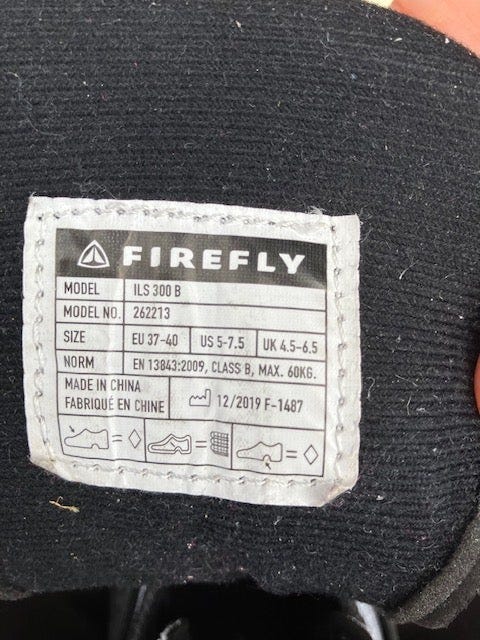 FIREFLY
MODEL ILS 300 B
MODEL NO. 262213
SIZE EU 37-40 US 5-7.5 UK 4.5-6.5
NORM EN 13843:2009, CLASS B, MAX. 60KG.
MADE IN CHINA
FABRIQUÉ EN CHINE 12/2019 F-1487